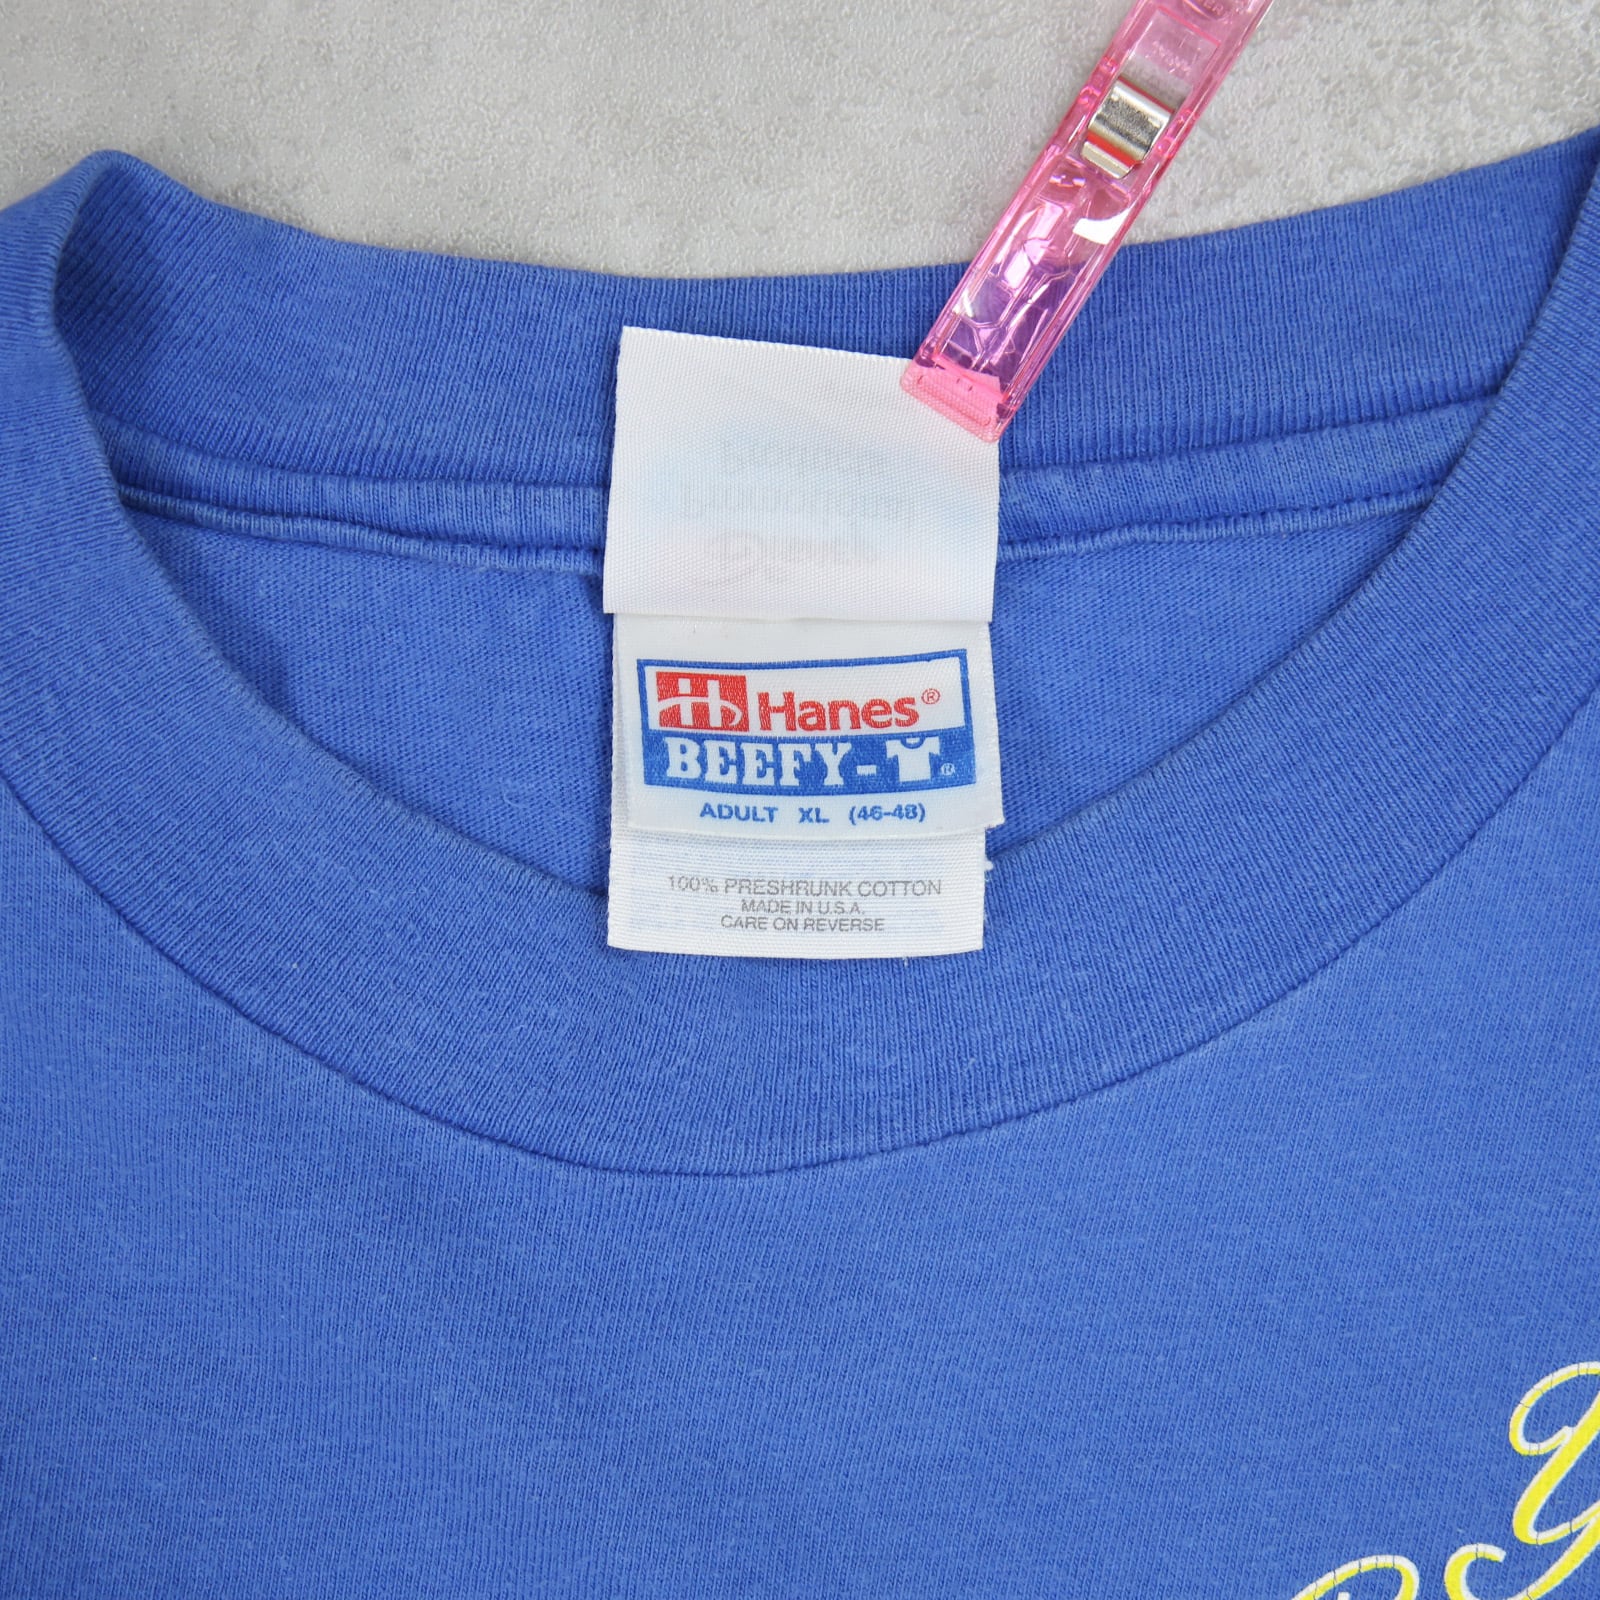 Hanes®
BEEFY-T®
ADULT XL (46-48)
100% PRESHRUNK COTTON
MADE IN U.S.A.
CARE ON REVERSE